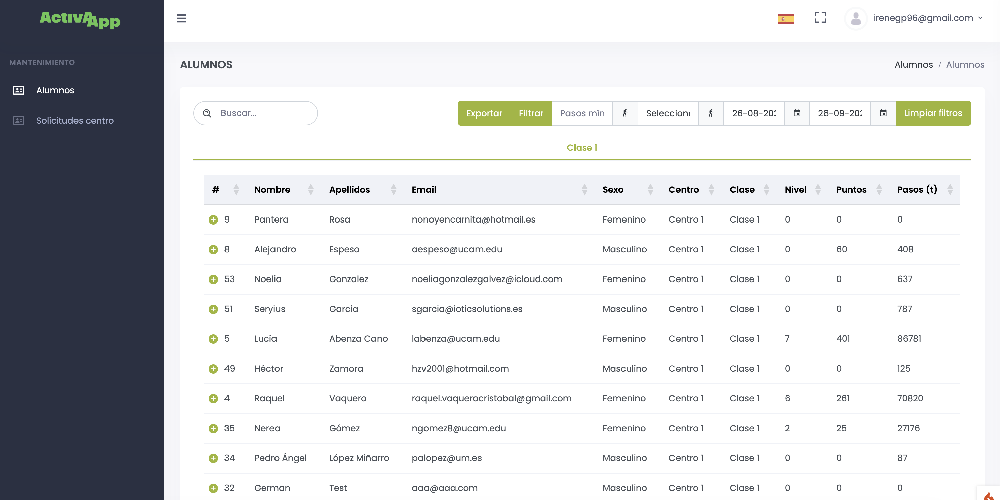 ActivAApp
irenegp96@gmail.com
MANTENIMIENTO
Alumnos
Solicitudes centro
ALUMNOS
Alumnos / Alumnos
Buscar...
Exportar Filtrar Pasos mín Seleccione 26-08-202 26-09-202 Limpiar filtros
Clase 1
# Nombre Apellidos Email Sexo Centro Clase Nivel Puntos Pasos (t)
9 Pantera Rosa nonoyencarnita@hotmail.es Femenino Centro 1 Clase 1 0 0 0
8 Alejandro Espeso aespeso@ucam.edu Masculino Centro 1 Clase 1 0 60 408
53 Noelia Gonzalez noeliagonzalezgalvez@icloud.com Femenino Centro 1 Clase 1 0 0 637
51 Seryius Garcia sgarcia@ioticsolutions.es Masculino Centro 1 Clase 1 0 0 787
5 Lucía Abenza Cano labenza@ucam.edu Femenino Centro 1 Clase 1 7 401 86781
49 Héctor Zamora hzv2001@hotmail.com Masculino Centro 1 Clase 1 0 0 125
4 Raquel Vaquero raquel.vaquerocristobal@gmail.com Femenino Centro 1 Clase 1 6 261 70820
35 Nerea Gómez ngomez8@ucam.edu Femenino Centro 1 Clase 1 2 25 27176
34 Pedro Ángel López Miñarro palopez@um.es Masculino Centro 1 Clase 1 0 0 87
32 German Test aaa@aaa.com Masculino Centro 1 Clase 1 0 0 0